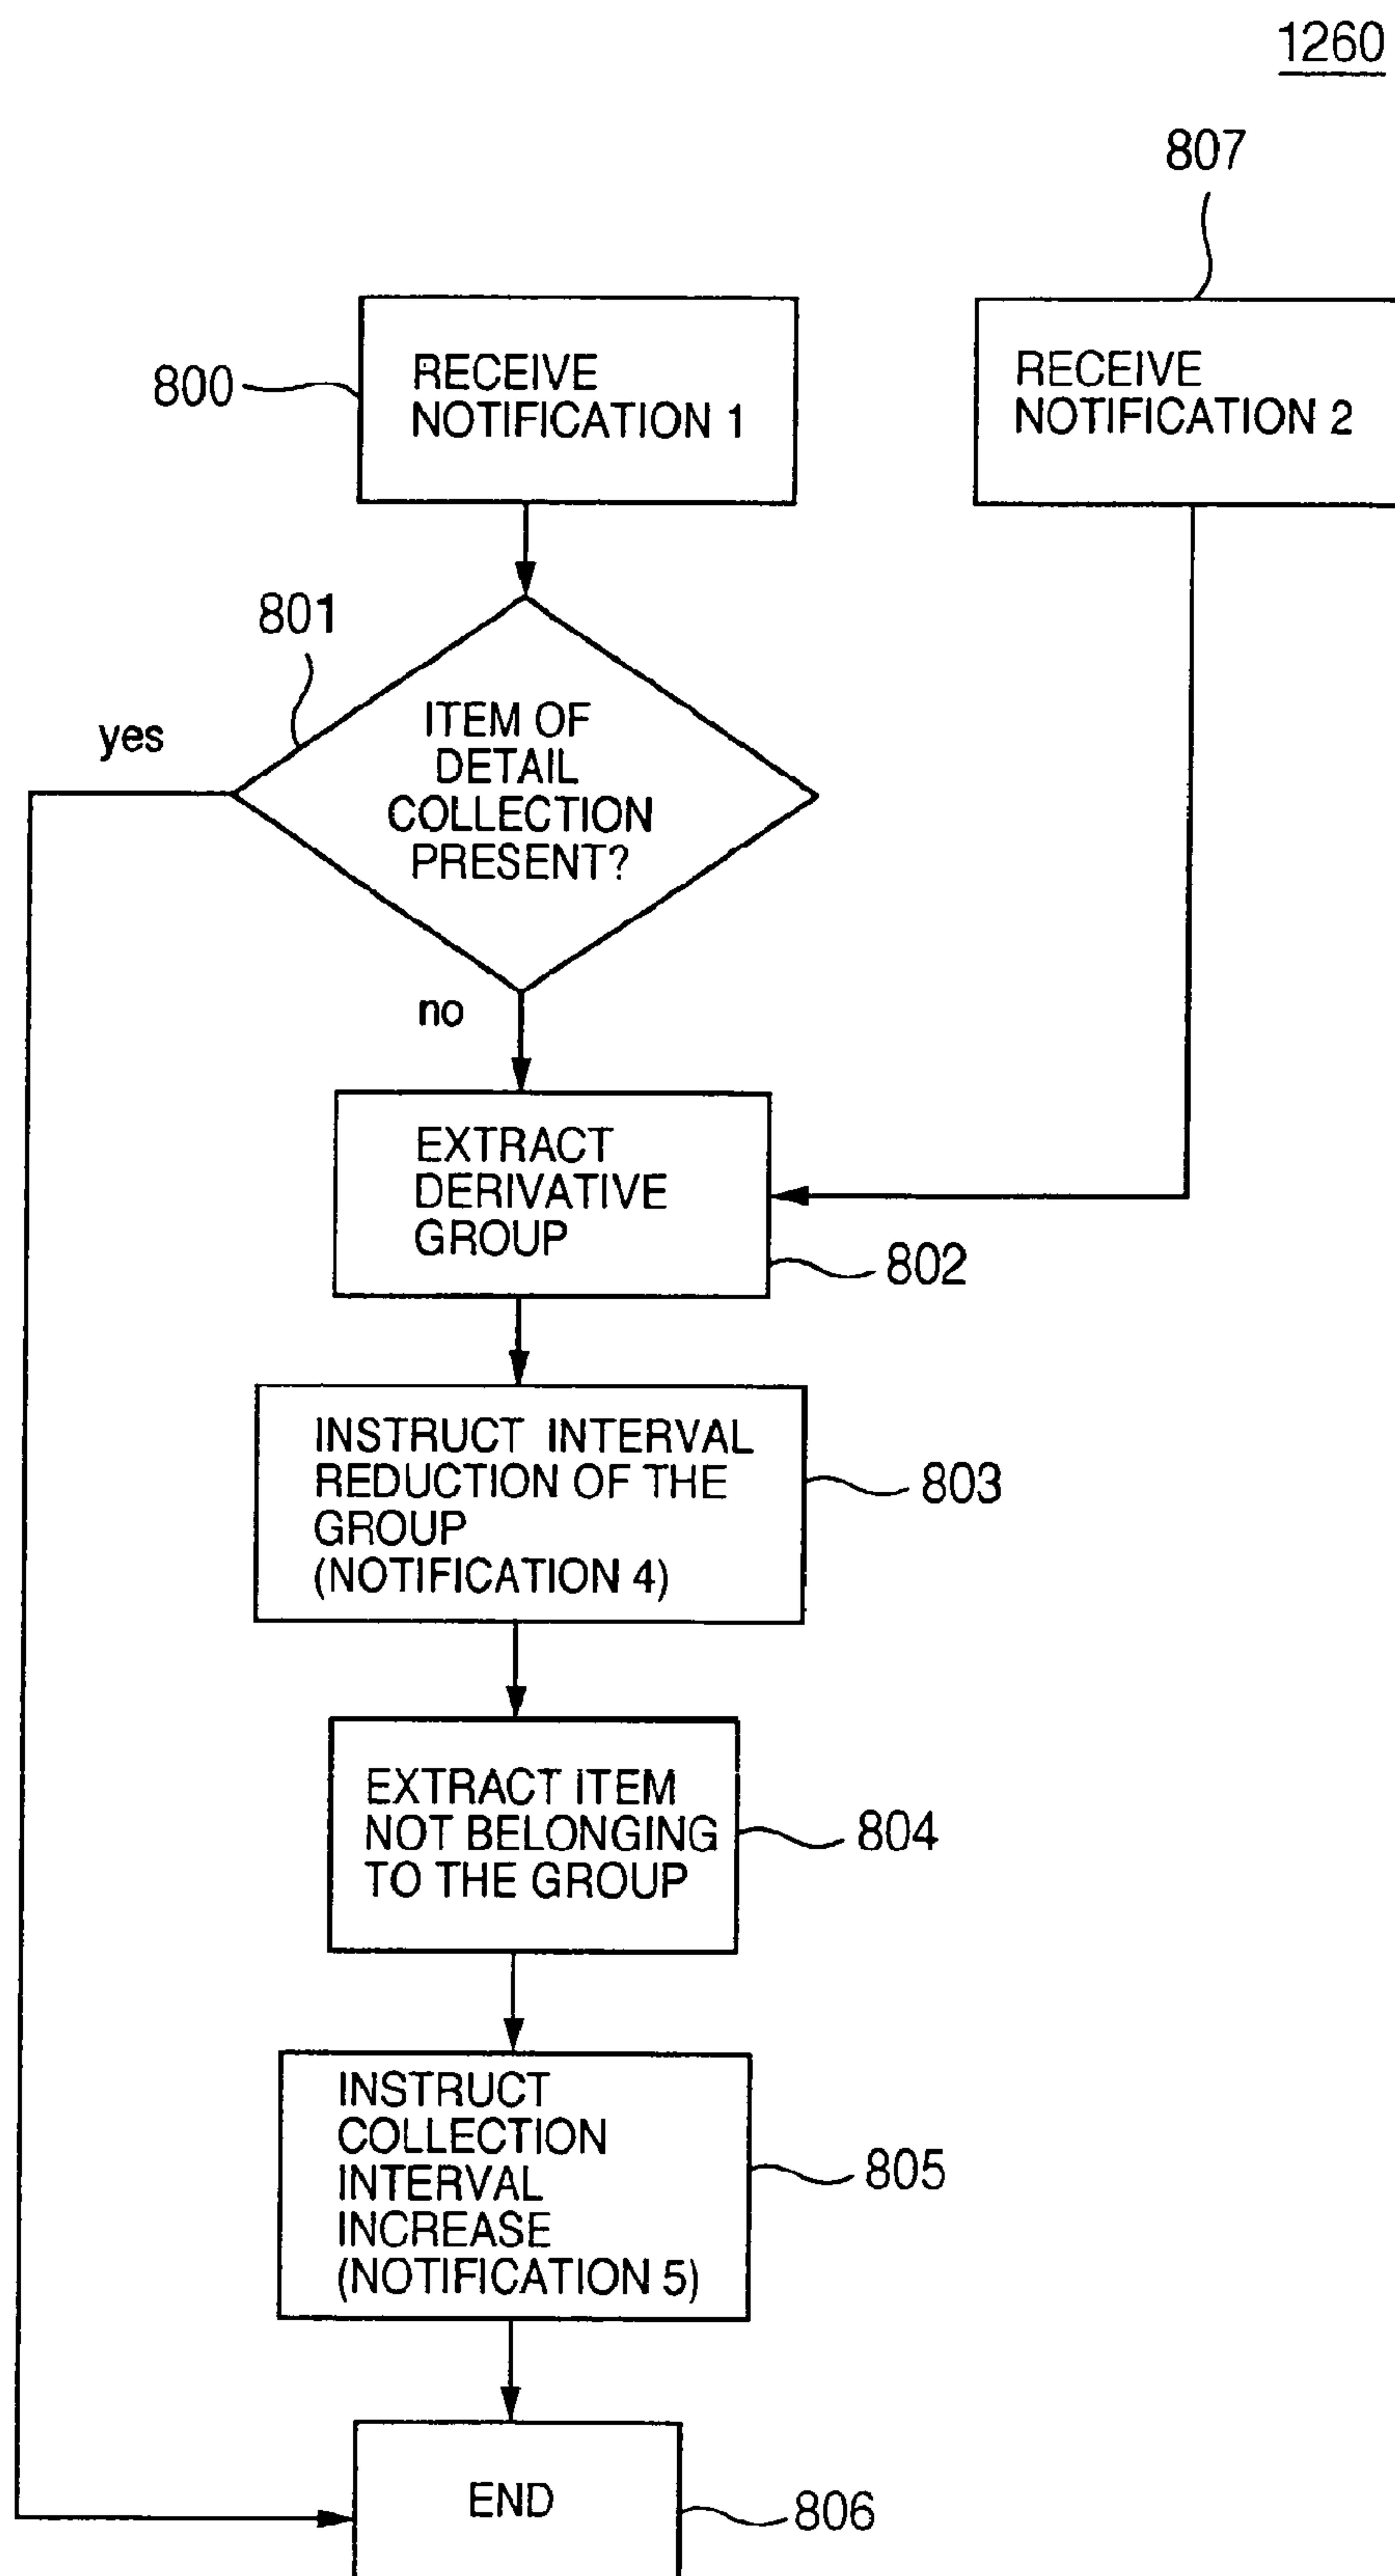 1260
807
800
RECEIVE
NOTIFICATION 1
RECEIVE
NOTIFICATION 2
801
yes
ITEM OF
DETAIL
COLLECTION
PRESENT?
no
EXTRACT
DERIVATIVE
GROUP
802
INSTRUCT INTERVAL
REDUCTION OF THE
GROUP
(NOTIFICATION 4)
803
EXTRACT ITEM
NOT BELONGING
TO THE GROUP
804
INSTRUCT
COLLECTION
INTERVAL
INCREASE
(NOTIFICATION 5)
805
END
806